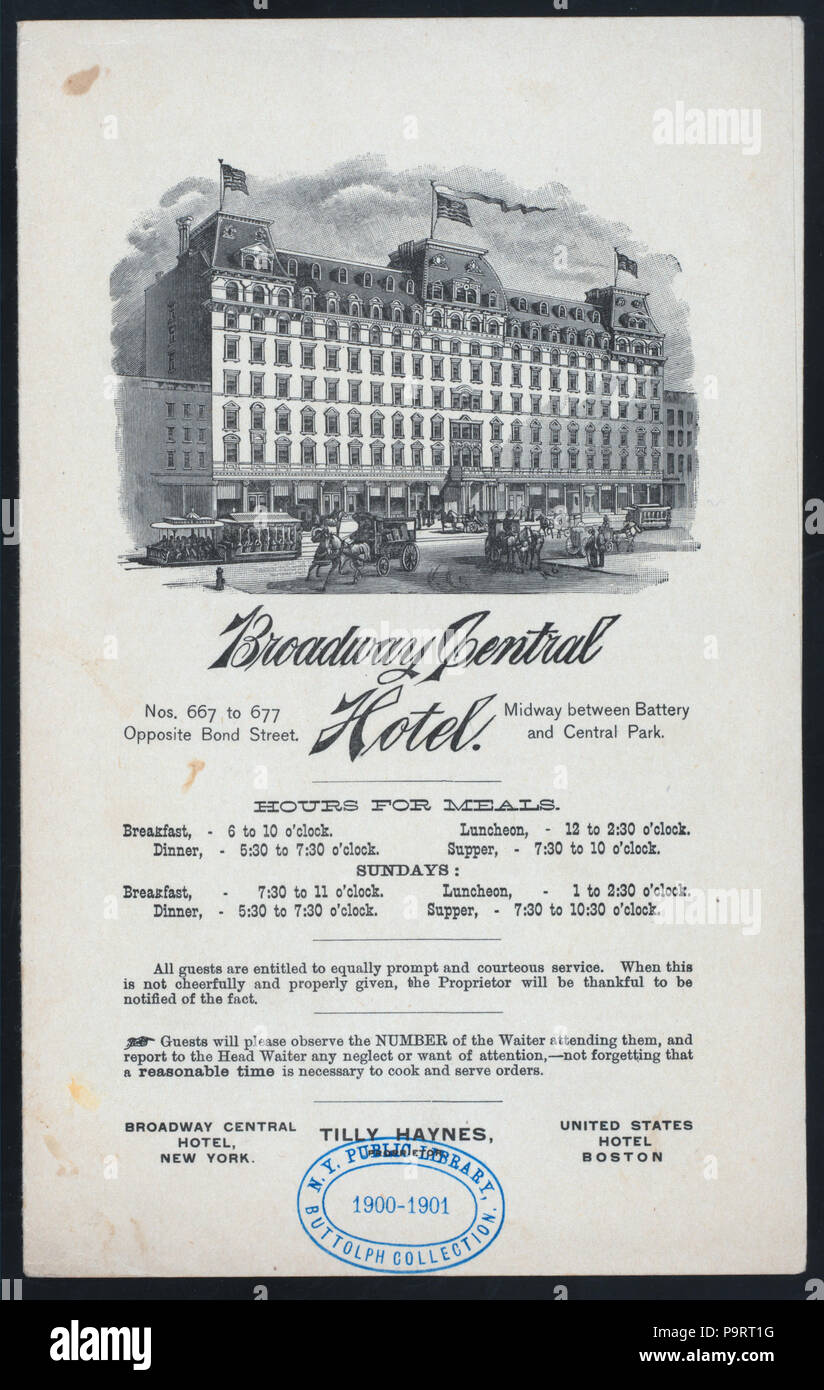 Broadway Central
Hotel.
Nos. 667 to 677
Opposite Bond Street.
Midway between Battery
and Central Park.
HOURS FOR MEALS.
Breakfast, - 6 to 10 o'clock. Luncheon, - 12 to 2:30 o'clock.
Dinner, - 5:30 to 7:30 o'clock. Supper, - 7:30 to 10 o'clock.
SUNDAYS:
Breakfast, - 7:30 to 11 o'clock. Luncheon, - 1 to 2:30 o'clock.
Dinner, - 5:30 to 7:30 o'clock. Supper, - 7:30 to 10:30 o'clock.
All guests are entitled to equally prompt and courteous service. When this
is not cheerfully and properly given, the Proprietor will be thankful to be
notified of the fact.
Guests will please observe the NUMBER of the Waiter attending them, and
report to the Head Waiter any neglect or want of attention,—not forgetting that
a reasonable time is necessary to cook and serve orders.
BROADWAY CENTRAL
HOTEL,
NEW YORK.
TILLY HAYNES,
PROPRIETOR.
UNITED STATES
HOTEL
BOSTON
N. Y. PUBLIC LIBRARY,
1900-1901
BUTTOLPH COLLECTION.
alamy
alamy stock photo
P9RT1G
www.alamy.com